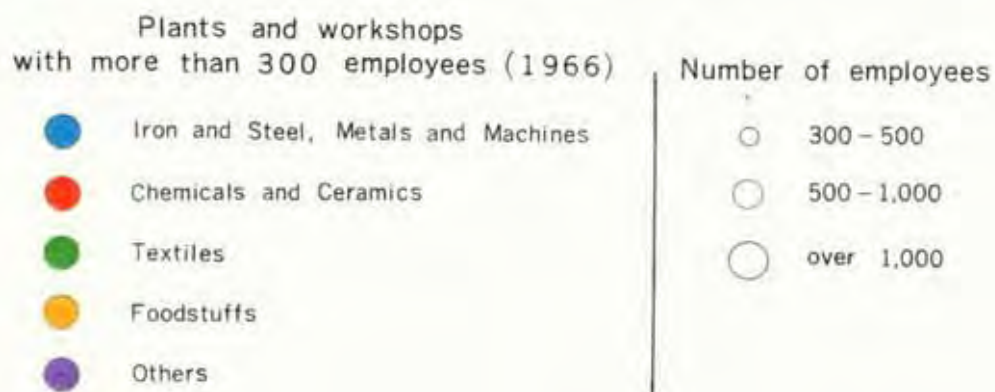 Plants and workshops
with more than 300 employees (1966)
Iron and Steel, Metals and Machines
Chemicals and Ceramics
Textiles
Foodstuffs
Others
Number of employees
300 – 500
500 – 1,000
over 1,000